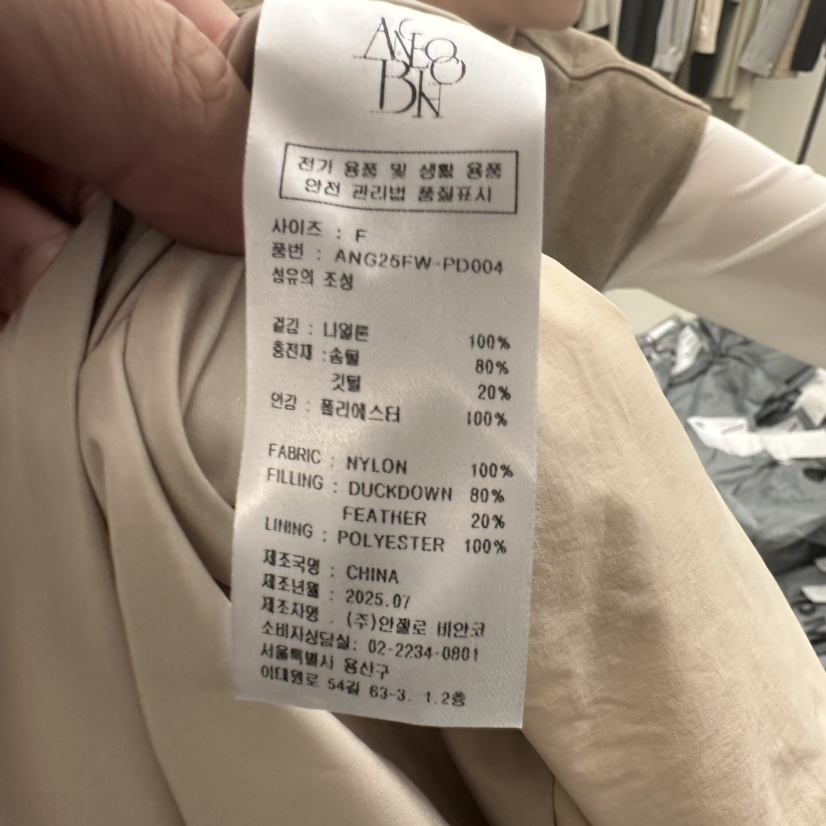 ANGEO
BIN
전기 용품 및 생활 용품
안전 관리법 품질표시
사이즈 : F
품번 : ANG25FW-PD004
섬유의 조성
겉감 : 나일론 100%
충전재 : 솜털 80%
깃털 20%
안감 : 폴리에스터 100%
FABRIC : NYLON 100%
FILLING : DUCKDOWN 80%
FEATHER 20%
LINING : POLYESTER 100%
제조국명 : CHINA
제조년월 : 2025.07
제조자명 : (주)안젤로 비안코
소비자상담실: 02-2234-0801
서울특별시 용산구
이태원로 54길 63-3. 1.2층